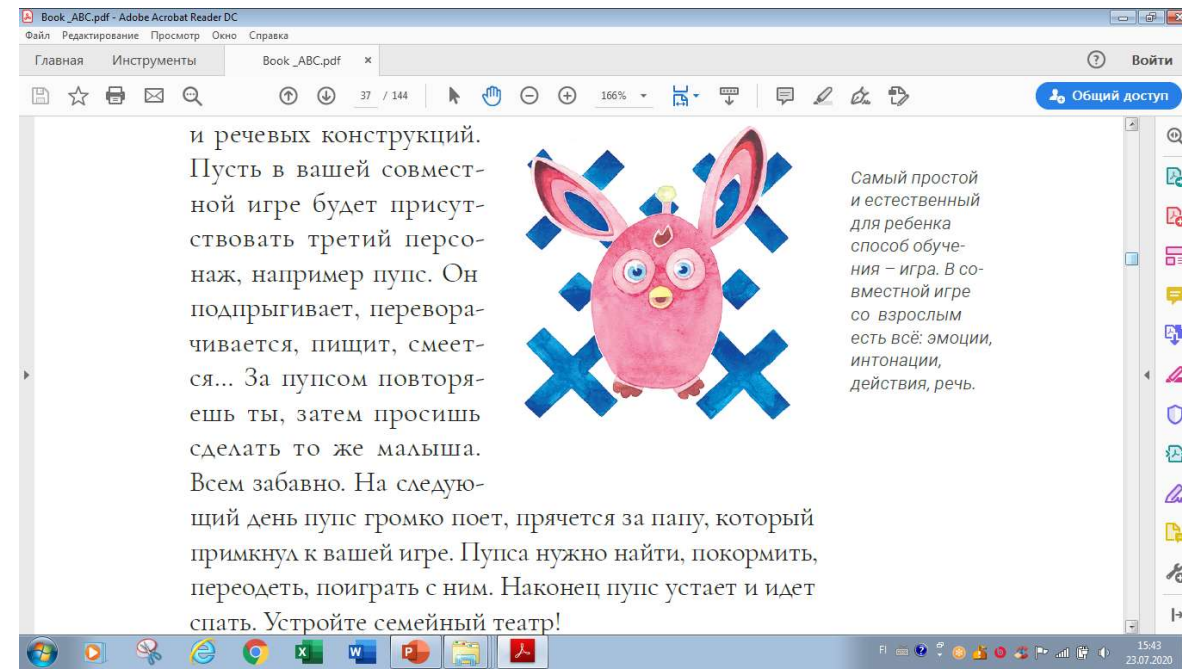 Book _ABC.pdf - Adobe Acrobat Reader DC
Файл Редактирование Просмотр Окно Справка
Главная Инструменты Book _ABC.pdf × ? Войти
37 / 144 166% Общий доступ
и речевых конструкций.
Пусть в вашей совмест-
ной игре будет присут-
ствовать третий персо-
наж, например пупс. Он
подпрыгивает, перевора-
чивается, пищит, смеет-
ся... За пупсом повторя-
ешь ты, затем просишь
сделать то же малыша.
Всем забавно. На следую-
щий день пупс громко поет, прячется за папу, который
примкнул к вашей игре. Пупса нужно найти, покормить,
переодеть, поиграть с ним. Наконец пупс устает и идет
спать. Устройте семейный театр!
Самый простой
и естественный
для ребенка
способ обуче-
ния – игра. В со-
вместной игре
со взрослым
есть всё: эмоции,
интонации,
действия, речь.
FI 15:43
23.07.2020